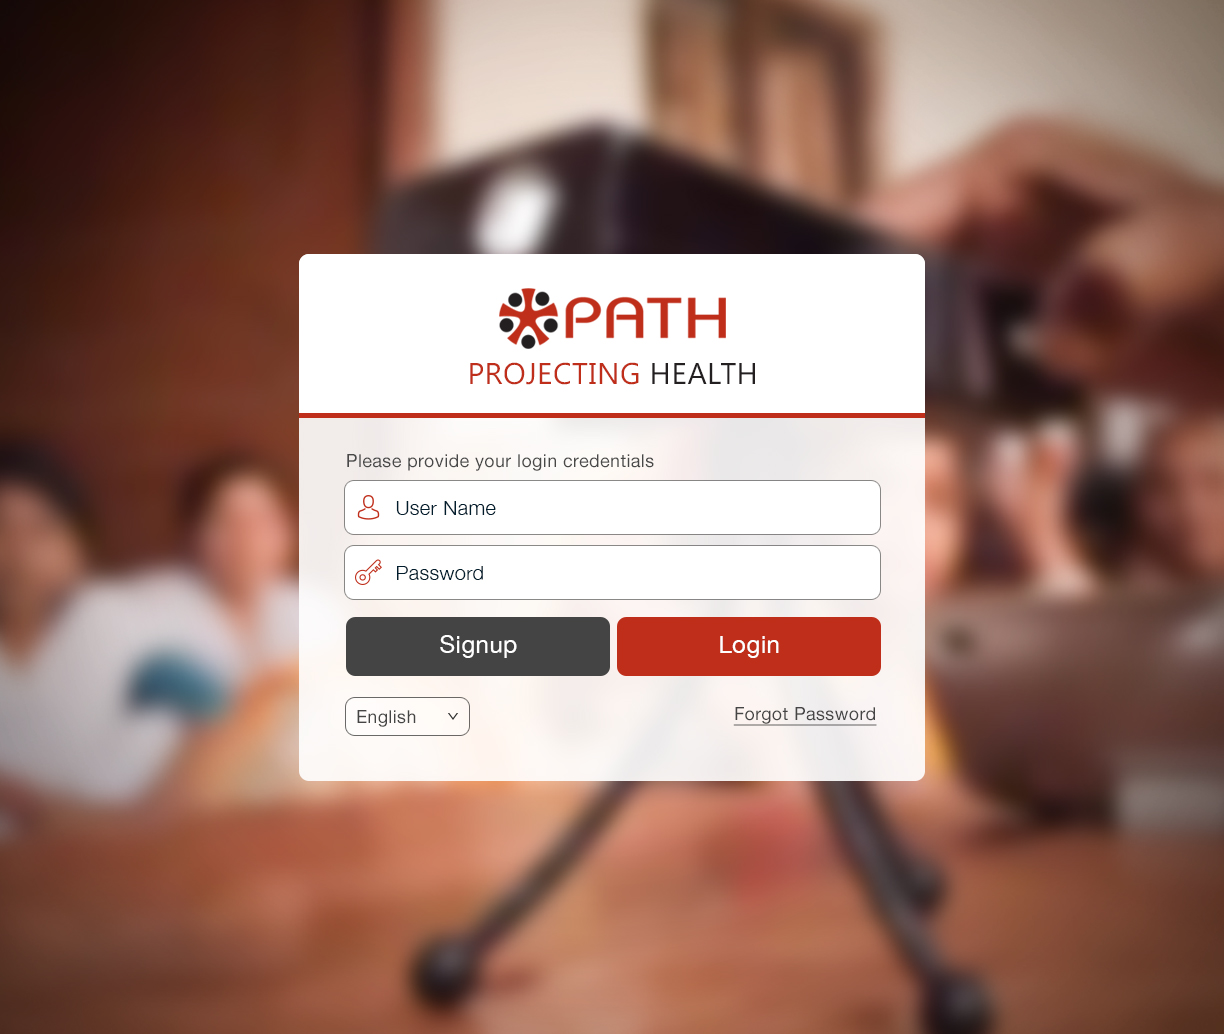 PATH
PROJECTING HEALTH
Please provide your login credentials
User Name
Password
Signup Login
English Forgot Password